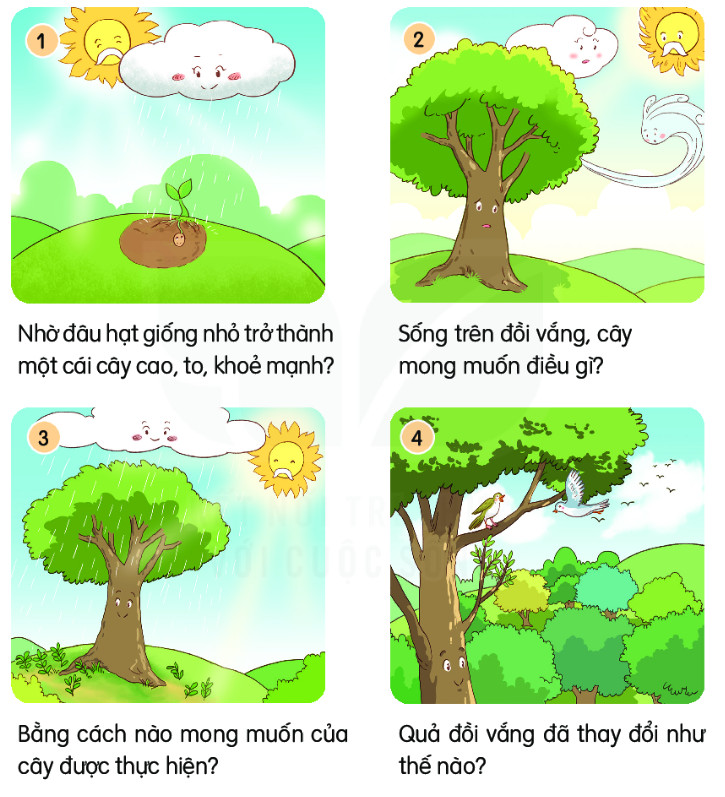 1
2
Nhờ đâu hạt giống nhỏ trở thành
một cái cây cao, to, khoẻ mạnh?
Sống trên đồi vắng, cây
mong muốn điều gì?
3
4
Bằng cách nào mong muốn của
cây được thực hiện?
Quả đồi vắng đã thay đổi như
thế nào?